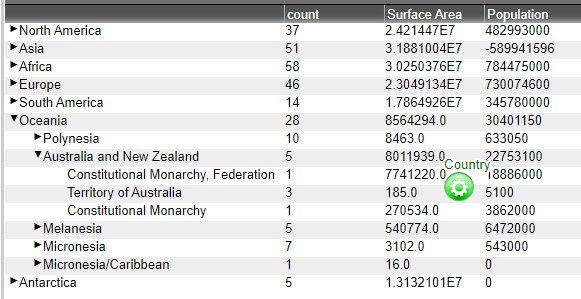 count Surface Area Population
North America 37 2.421447E7 482993000
Asia 51 3.1881004E7 -589941596
Africa 58 3.0250376E7 784475000
Europe 46 2.3049134E7 730074600
South America 14 1.7864926E7 345780000
Oceania 28 8564294.0 30401150
Polynesia 10 8463.0 633050
Australia and New Zealand 5 8011939.0 22753100
Country
Constitutional Monarchy, Federation 1 7741220.0 18886000
Territory of Australia 3 185.0 5100
Constitutional Monarchy 1 270534.0 3862000
Melanesia 5 540774.0 6472000
Micronesia 7 3102.0 543000
Micronesia/Caribbean 1 16.0 0
Antarctica 5 1.3132101E7 0